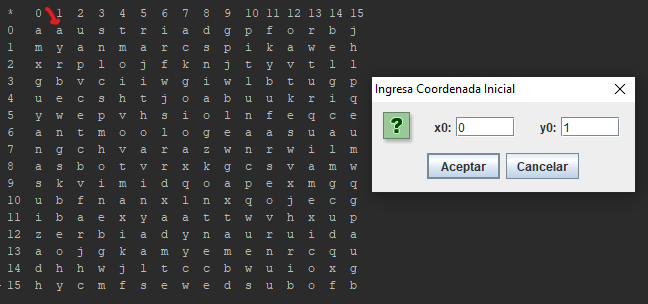 * 0 1 2 3 4 5 6 7 8 9 10 11 12 13 14 15
0 a a u s t r i a d g p f o r b j
1 m y a n m a r c s p i k a w e h
2 x r p l o j f k n j t y v t l l
3 g b v c i i w g i w l b t u g p
4 u e c s h t j o a b u u k r i q
5 y w e p v h s i o l n f e q c e
6 a n t m o o l o g e a a s u a u
7 n g c h v a r a z w n r w i l m
8 a s b o t v r x k g c s v a m w
9 s k v i m i d q o a p e x m g q
10 u b f n a n x l n x q o j e c g
11 i b a e x y a a t t w v h x u p
12 z e r b i a d y n a u r u i d a
13 a o j g k a m y e m e n r c q u
14 d h h w j l t c c b w u i o x g
15 h y c m f s e w e d s u b o f b
Ingresa Coordenada Inicial
x0: 0 y0: 1
Aceptar Cancelar